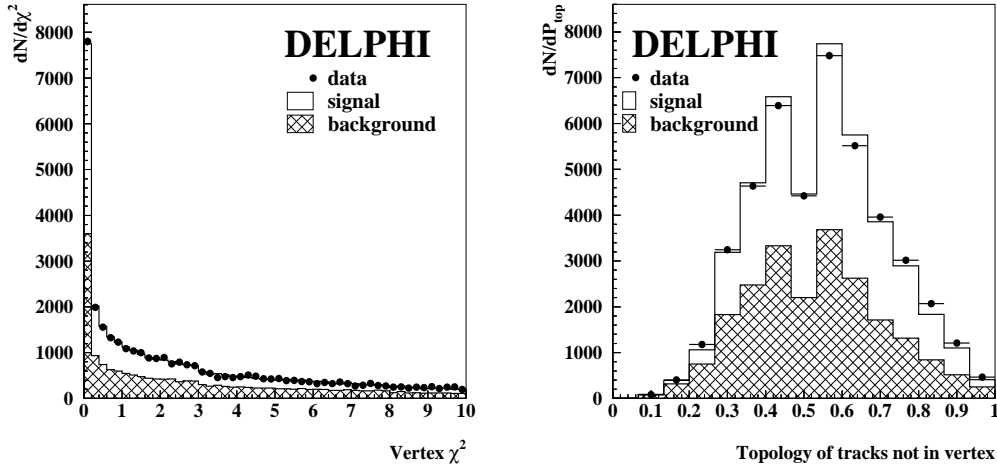 dN/dχ²
8000
7000
6000
5000
4000
3000
2000
1000
0
DELPHI
data
signal
background
0 1 2 3 4 5 6 7 8 9 10
Vertex χ²
dN/dP_top
8000
7000
6000
5000
4000
3000
2000
1000
0
DELPHI
data
signal
background
0 0.1 0.2 0.3 0.4 0.5 0.6 0.7 0.8 0.9 1
Topology of tracks not in vertex